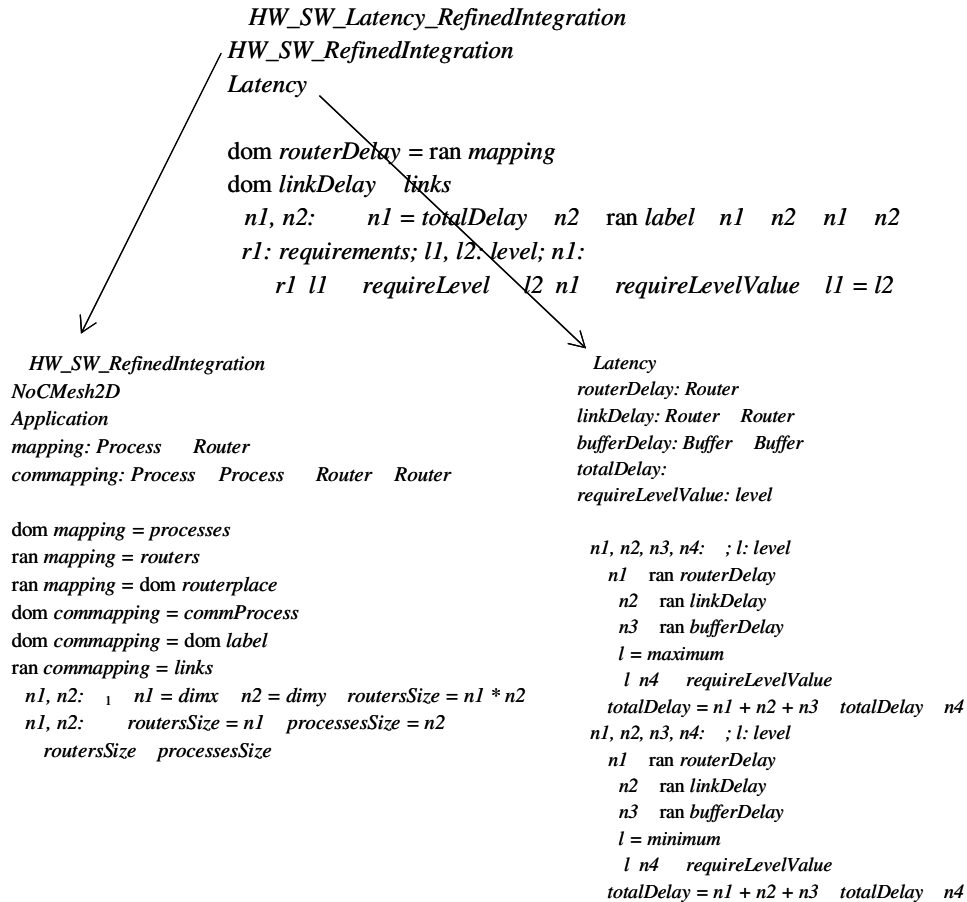 HW_SW_Latency_RefinedIntegration
HW_SW_RefinedIntegration
Latency
dom routerDelay = ran mapping
dom linkDelay links
n1, n2: n1 = totalDelay n2 ran label n1 n2 n1 n2
r1: requirements; l1, l2: level; n1:
r1 l1 requireLevel l2 n1 requireLevelValue l1 = l2
HW_SW_RefinedIntegration
NoCMesh2D
Application
mapping: Process Router
commapping: Process Process Router Router
dom mapping = processes
ran mapping = routers
ran mapping = dom routerplace
dom commapping = commProcess
dom commapping = dom label
ran commapping = links
n1, n2: 1 n1 = dimx n2 = dimy routersSize = n1 * n2
n1, n2: routersSize = n1 processesSize = n2
routersSize processesSize
Latency
routerDelay: Router
linkDelay: Router Router
bufferDelay: Buffer Buffer
totalDelay:
requireLevelValue: level
n1, n2, n3, n4: ; l: level
n1 ran routerDelay
n2 ran linkDelay
n3 ran bufferDelay
l = maximum
l n4 requireLevelValue
totalDelay = n1 + n2 + n3 totalDelay n4
n1, n2, n3, n4: ; l: level
n1 ran routerDelay
n2 ran linkDelay
n3 ran bufferDelay
l = minimum
l n4 requireLevelValue
totalDelay = n1 + n2 + n3 totalDelay n4